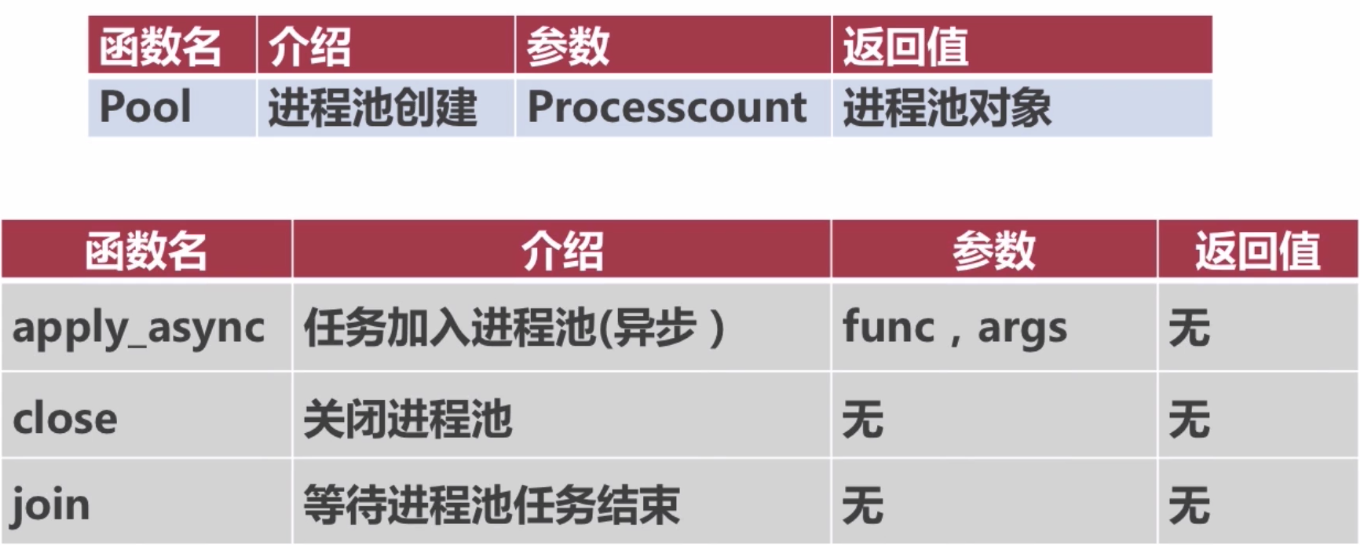 函数名 介绍 参数 返回值
Pool 进程池创建 Processcount 进程池对象
函数名 介绍 参数 返回值
apply_async 任务加入进程池(异步） func，args 无
close 关闭进程池 无 无
join 等待进程池任务结束 无 无